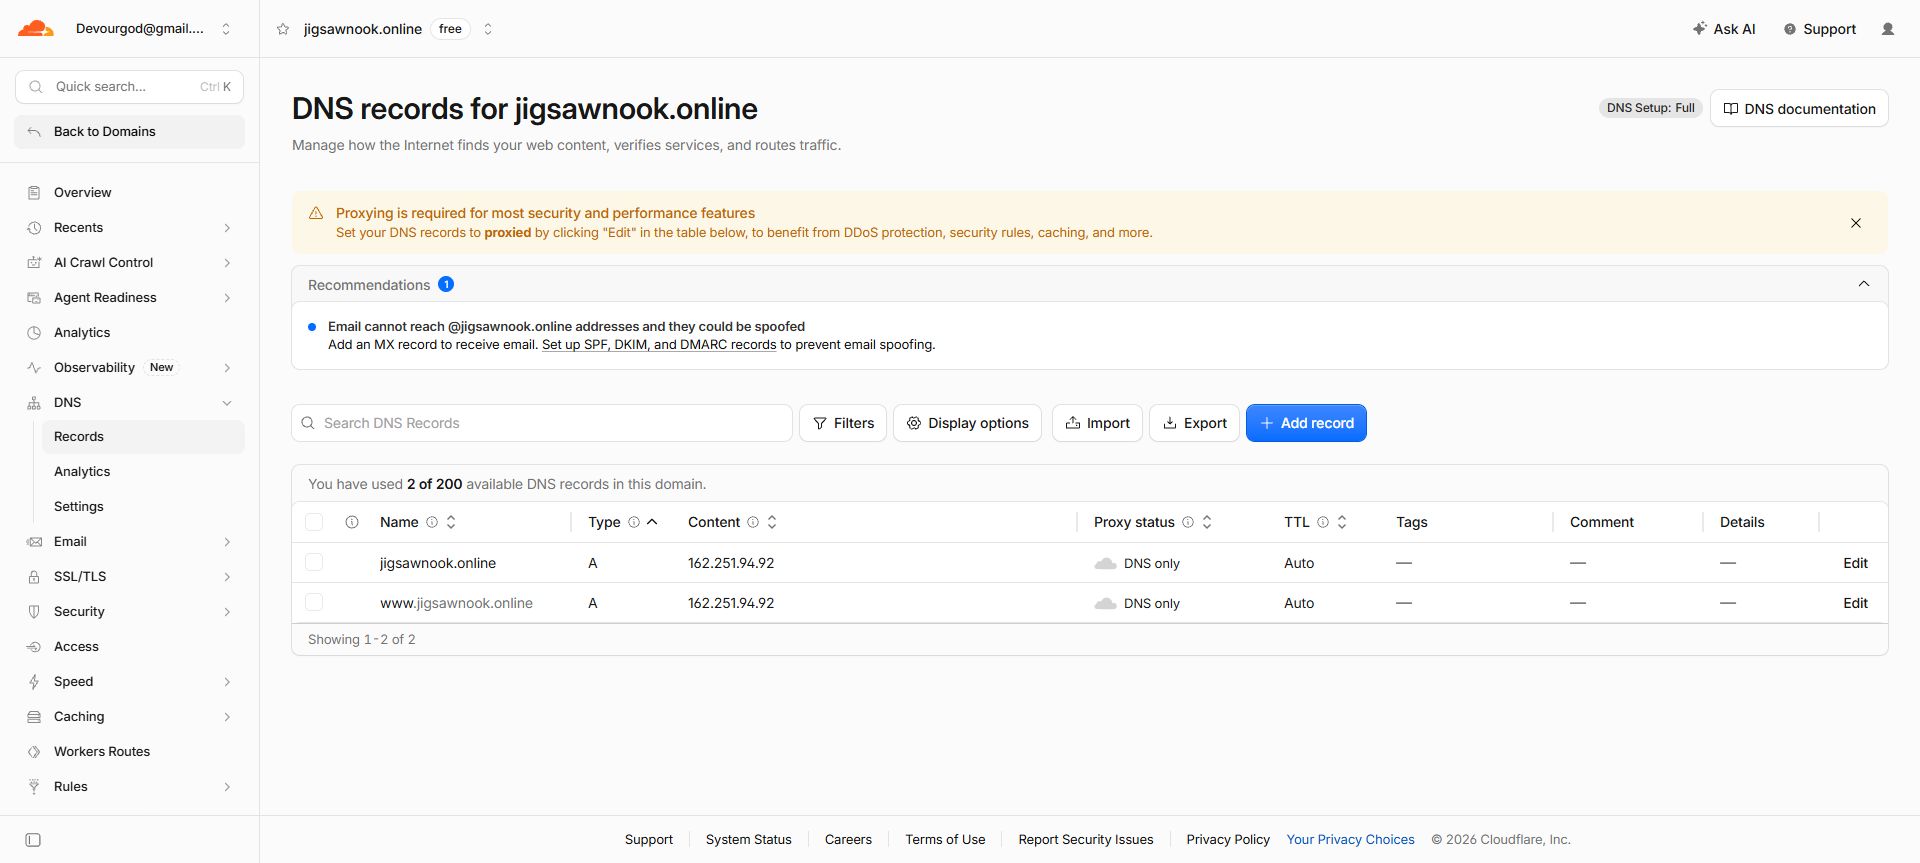 Devourgod@gmail....
jigsawnook.online free
Ask AI
Support
Quick search... Ctrl K
Back to Domains
Overview
Recents
AI Crawl Control
Agent Readiness
Analytics
Observability New
DNS
Records
Analytics
Settings
Email
SSL/TLS
Security
Access
Speed
Caching
Workers Routes
Rules
DNS records for jigsawnook.online
DNS Setup: Full
DNS documentation
Manage how the Internet finds your web content, verifies services, and routes traffic.
Proxying is required for most security and performance features
Set your DNS records to proxied by clicking "Edit" in the table below, to benefit from DDoS protection, security rules, caching, and more.
Recommendations 1
Email cannot reach @jigsawnook.online addresses and they could be spoofed
Add an MX record to receive email. Set up SPF, DKIM, and DMARC records to prevent email spoofing.
Search DNS Records
Filters
Display options
Import
Export
Add record
You have used 2 of 200 available DNS records in this domain.
Name Type Content Proxy status TTL Tags Comment Details
jigsawnook.online A 162.251.94.92 DNS only Auto — — — Edit
www.jigsawnook.online A 162.251.94.92 DNS only Auto — — — Edit
Showing 1-2 of 2
Support System Status Careers Terms of Use Report Security Issues Privacy Policy Your Privacy Choices © 2026 Cloudflare, Inc.